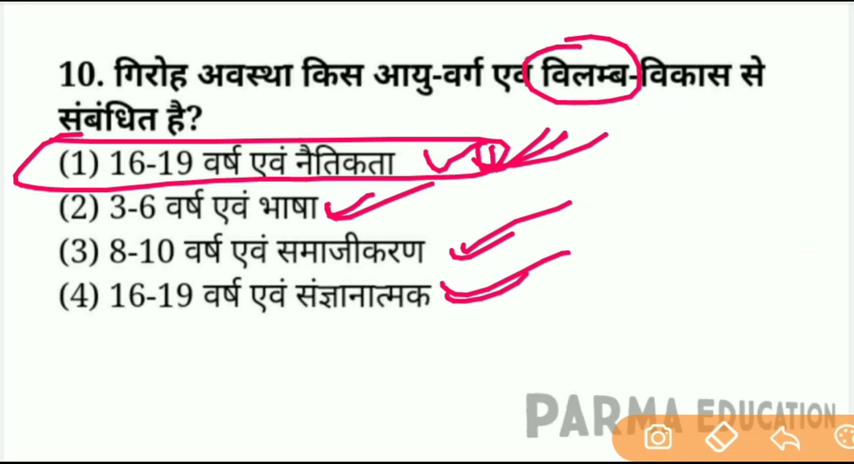 10. गिरोह अवस्था किस आयु-वर्ग एवं विलम्ब-विकास से
संबंधित है?
(1) 16-19 वर्ष एवं नैतिकता
(2) 3-6 वर्ष एवं भाषा
(3) 8-10 वर्ष एवं समाजीकरण
(4) 16-19 वर्ष एवं संज्ञानात्मक
PARMA EDUCATION